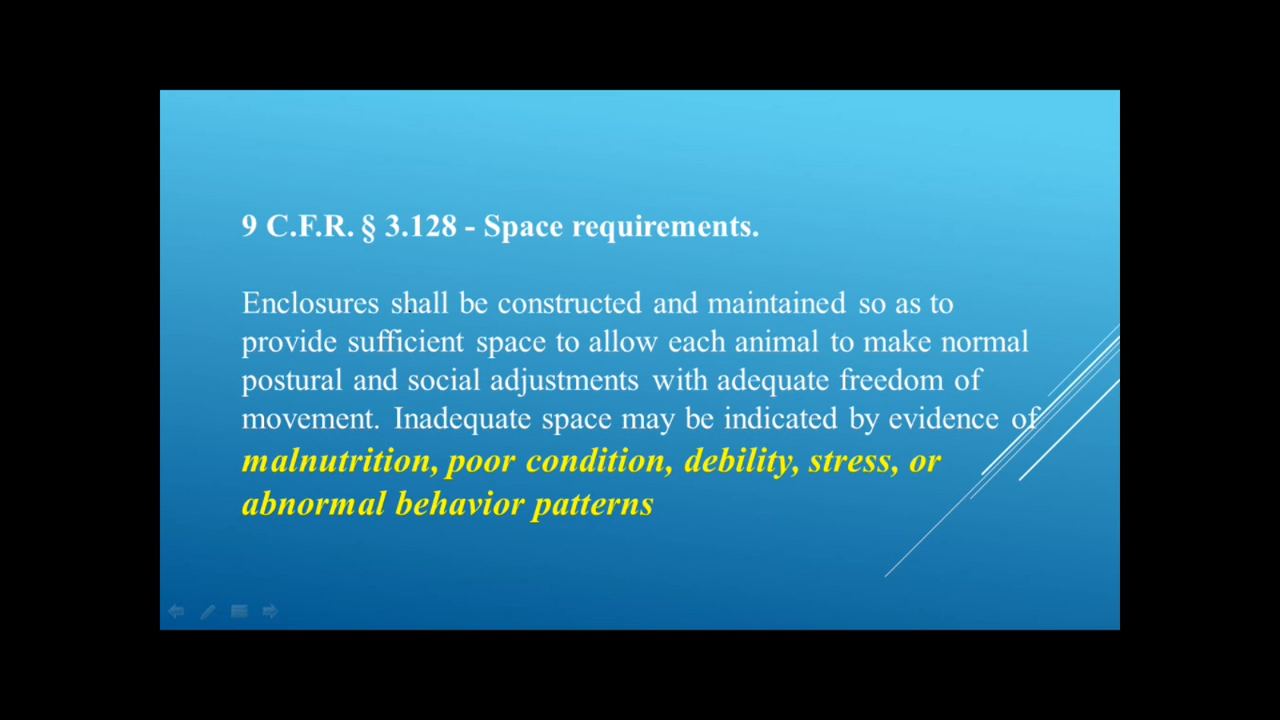 9 C.F.R. § 3.128 - Space requirements.
Enclosures shall be constructed and maintained so as to
provide sufficient space to allow each animal to make normal
postural and social adjustments with adequate freedom of
movement. Inadequate space may be indicated by evidence of
malnutrition, poor condition, debility, stress, or
abnormal behavior patterns